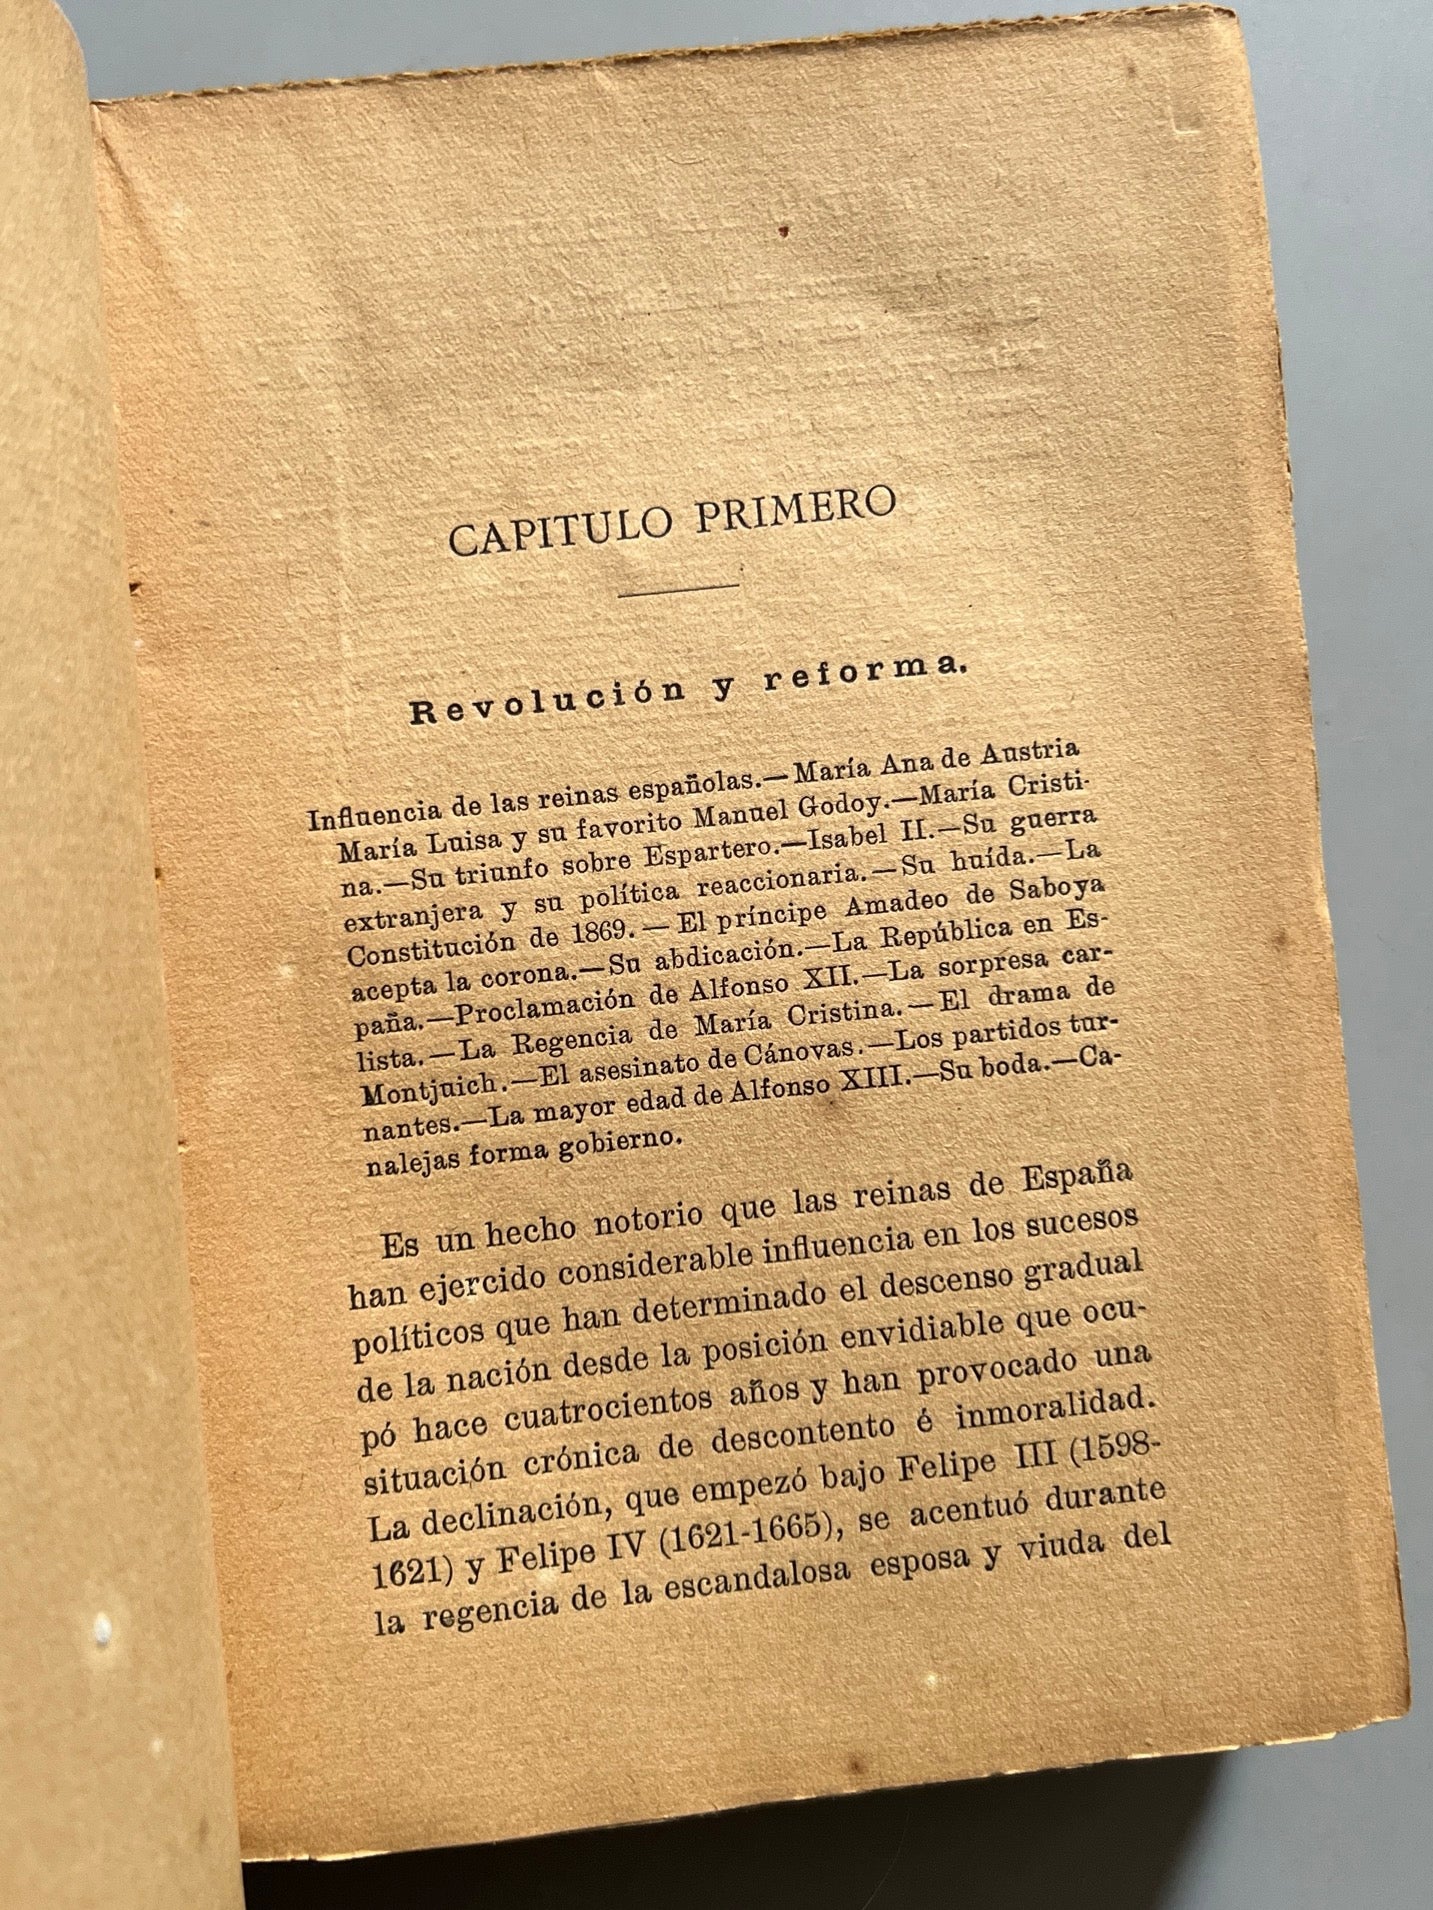 CAPITULO PRIMERO
Revolución y reforma.
Influencia de las reinas españolas.—María Ana de Austria
María Luisa y su favorito Manuel Godoy.—María Cristi-
na.—Su triunfo sobre Espartero.—Isabel II.—Su guerra
extranjera y su política reaccionaria.—Su huída.—La
Constitución de 1869.—El príncipe Amadeo de Saboya
acepta la corona.—Su abdicación.—La República en Es-
paña.—Proclamación de Alfonso XII.—La sorpresa car-
lista.—La Regencia de María Cristina.—El drama de
Montjuich.—El asesinato de Cánovas.—Los partidos tur-
nantes.—La mayor edad de Alfonso XIII.—Su boda.—Ca-
nalejas forma gobierno.
Es un hecho notorio que las reinas de España
han ejercido considerable influencia en los sucesos
políticos que han determinado el descenso gradual
de la nación desde la posición envidiable que ocu-
pó hace cuatrocientos años y han provocado una
situación crónica de descontento é inmoralidad.
La declinación, que empezó bajo Felipe III (1598-
1621) y Felipe IV (1621-1665), se acentuó durante
la regencia de la escandalosa esposa y viuda del